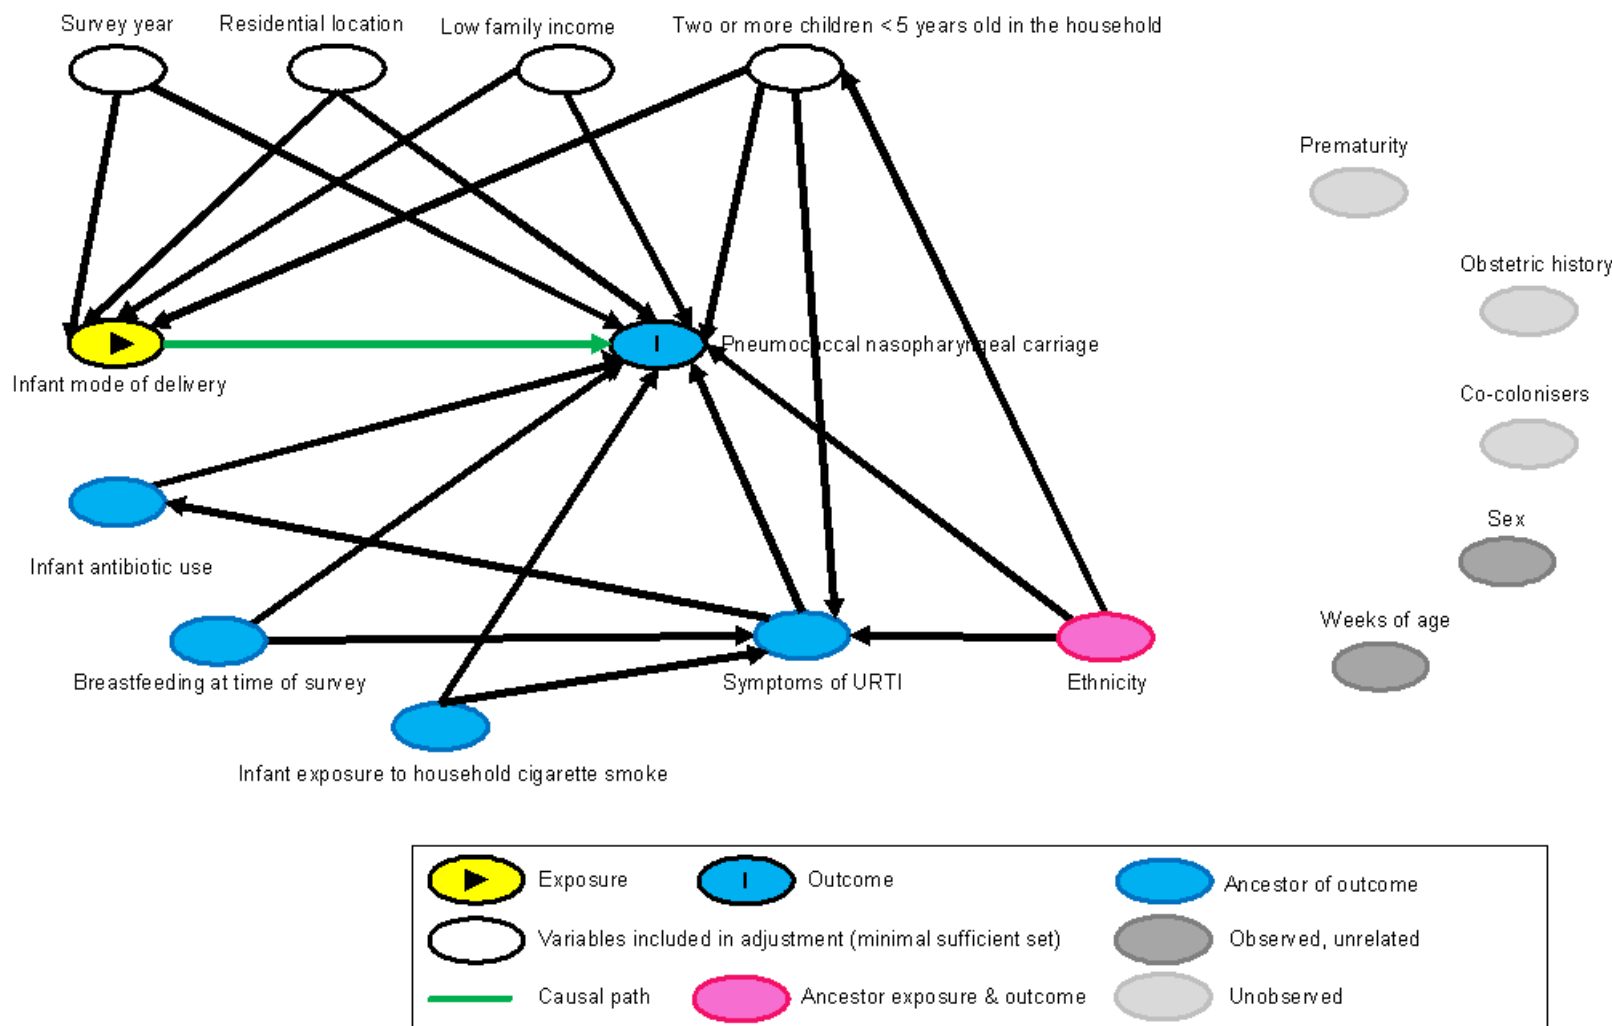 Survey year
Residential location
Low family income
Two or more children < 5 years old in the household
Prematurity
Obstetric history
Infant mode of delivery
Pneumococcal nasopharyngeal carriage
Co-colonisers
Sex
Infant antibiotic use
Weeks of age
Breastfeeding at time of survey
Symptoms of URTI
Ethnicity
Infant exposure to household cigarette smoke
Exposure
I Outcome
Ancestor of outcome
Variables included in adjustment (minimal sufficient set)
Observed, unrelated
Causal path
Ancestor exposure & outcome
Unobserved